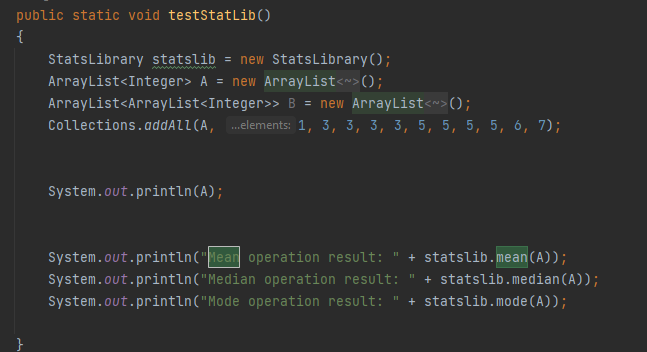 public static void testStatLib()
{
StatsLibrary statslib = new StatsLibrary();
ArrayList<Integer> A = new ArrayList<~>();
ArrayList<ArrayList<Integer>> B = new ArrayList<~>();
Collections.addAll(A, ...elements: 1, 3, 3, 3, 3, 5, 5, 5, 5, 6, 7);
System.out.println(A);
System.out.println("Mean operation result: " + statslib.mean(A));
System.out.println("Median operation result: " + statslib.median(A));
System.out.println("Mode operation result: " + statslib.mode(A));
}